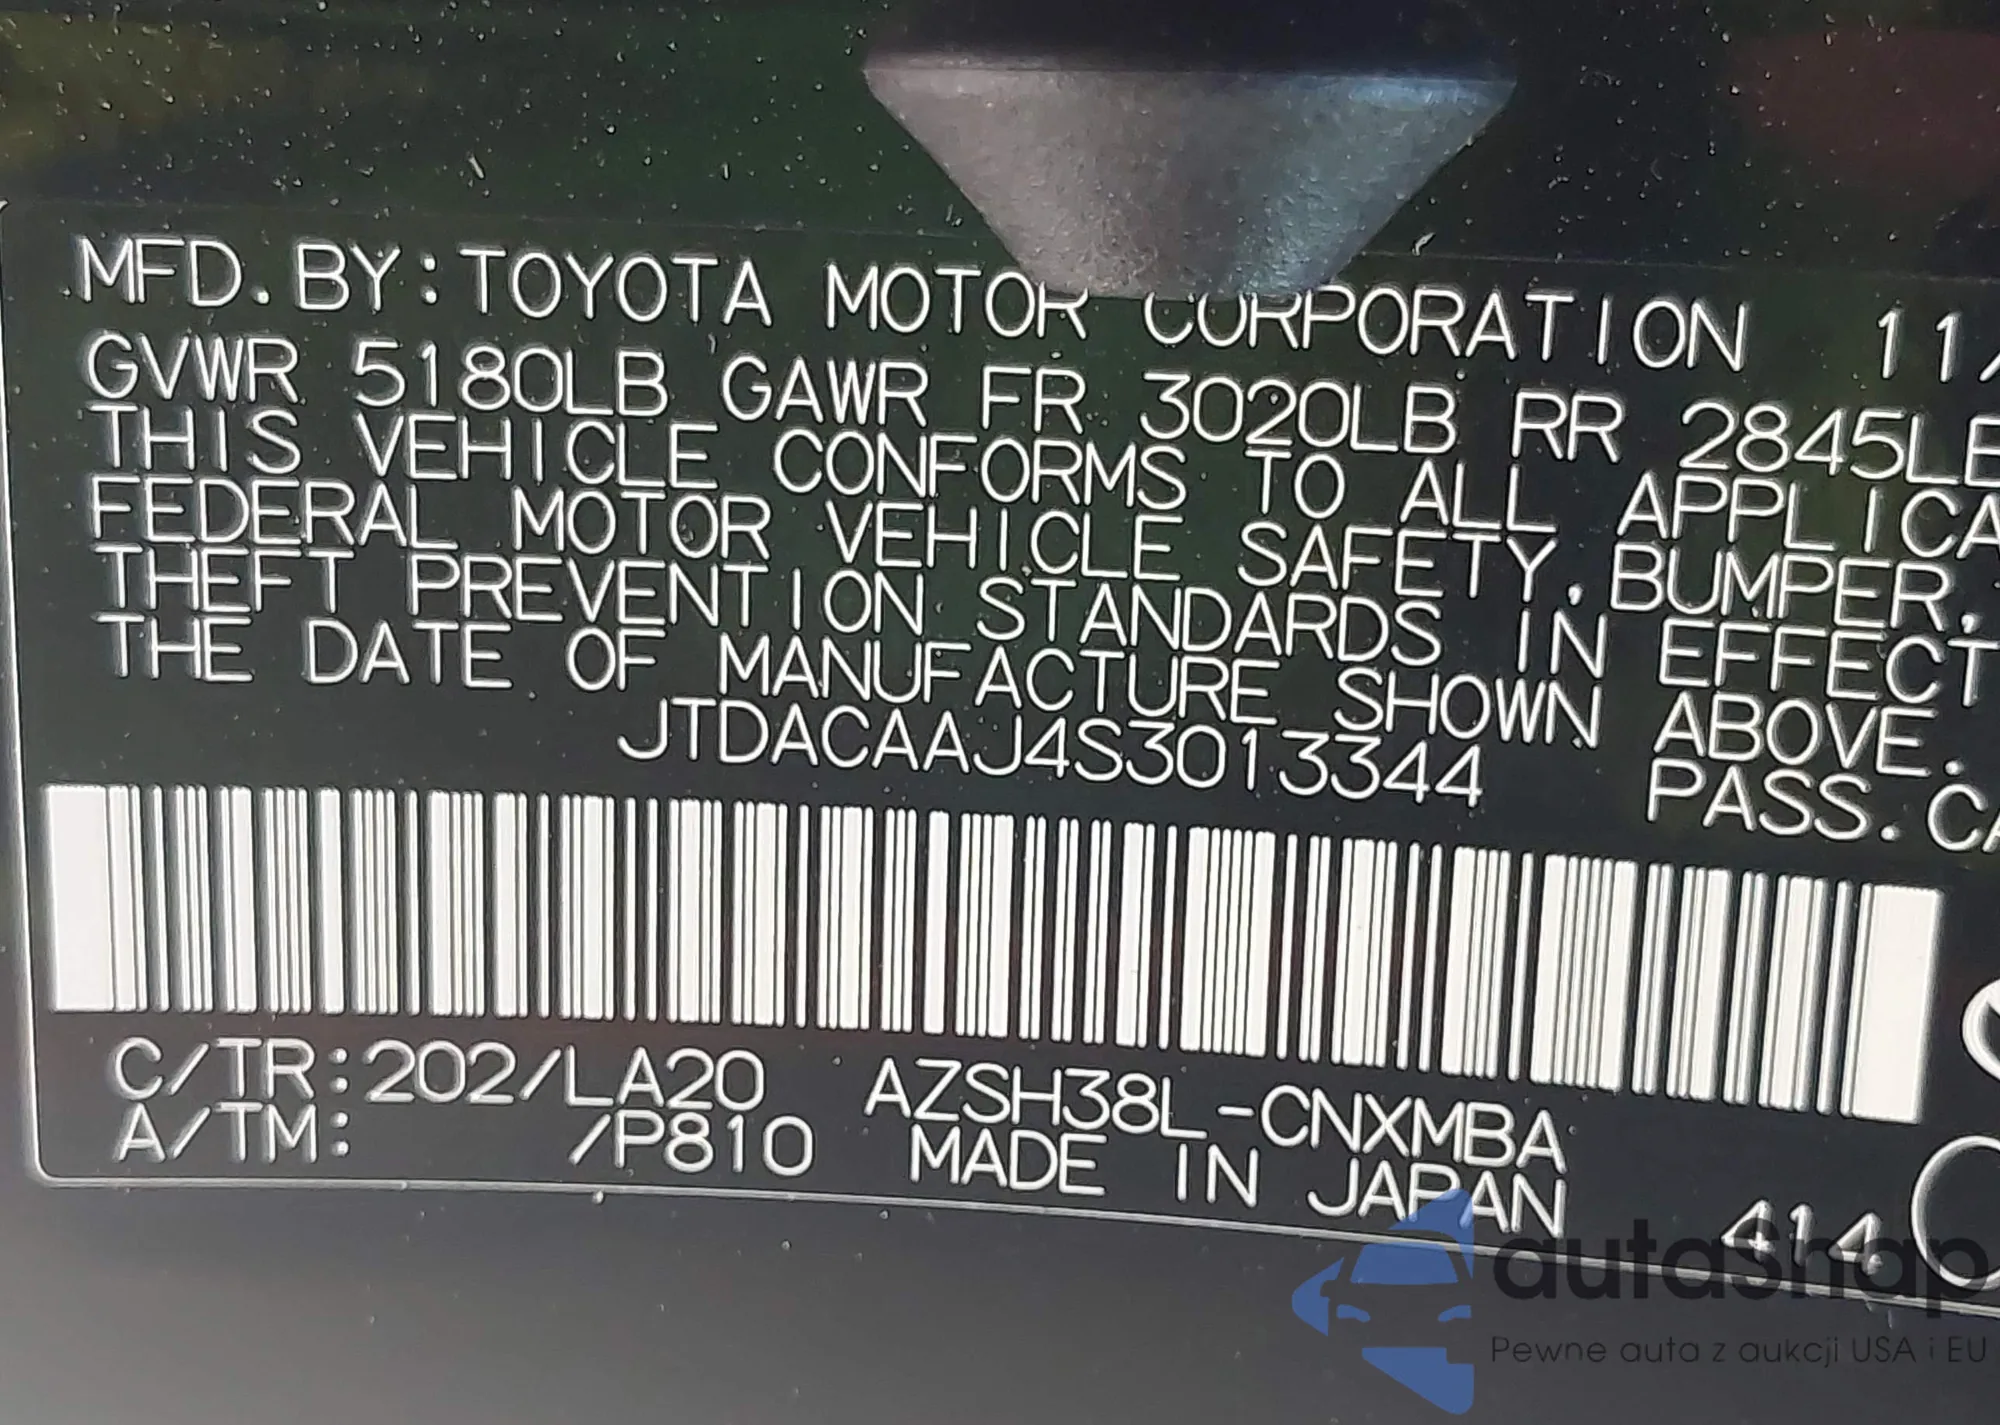 MFD. BY: TOYOTA MOTOR CORPORATION 11/
GVWR 5180LB GAWR FR 3020LB RR 2845LB
THIS VEHICLE CONFORMS TO ALL APPLICA
FEDERAL MOTOR VEHICLE SAFETY, BUMPER,
THEFT PREVENTION STANDARDS IN EFFECT
THE DATE OF MANUFACTURE SHOWN ABOVE.
JTDACAAJ4S3013344 PASS. CA
C/TR:202/LA20 AZSH38L-CNXMBA
A/TM: /P810 MADE IN JAPAN
414
autashap
Pewne auta z aukcji USA i EU